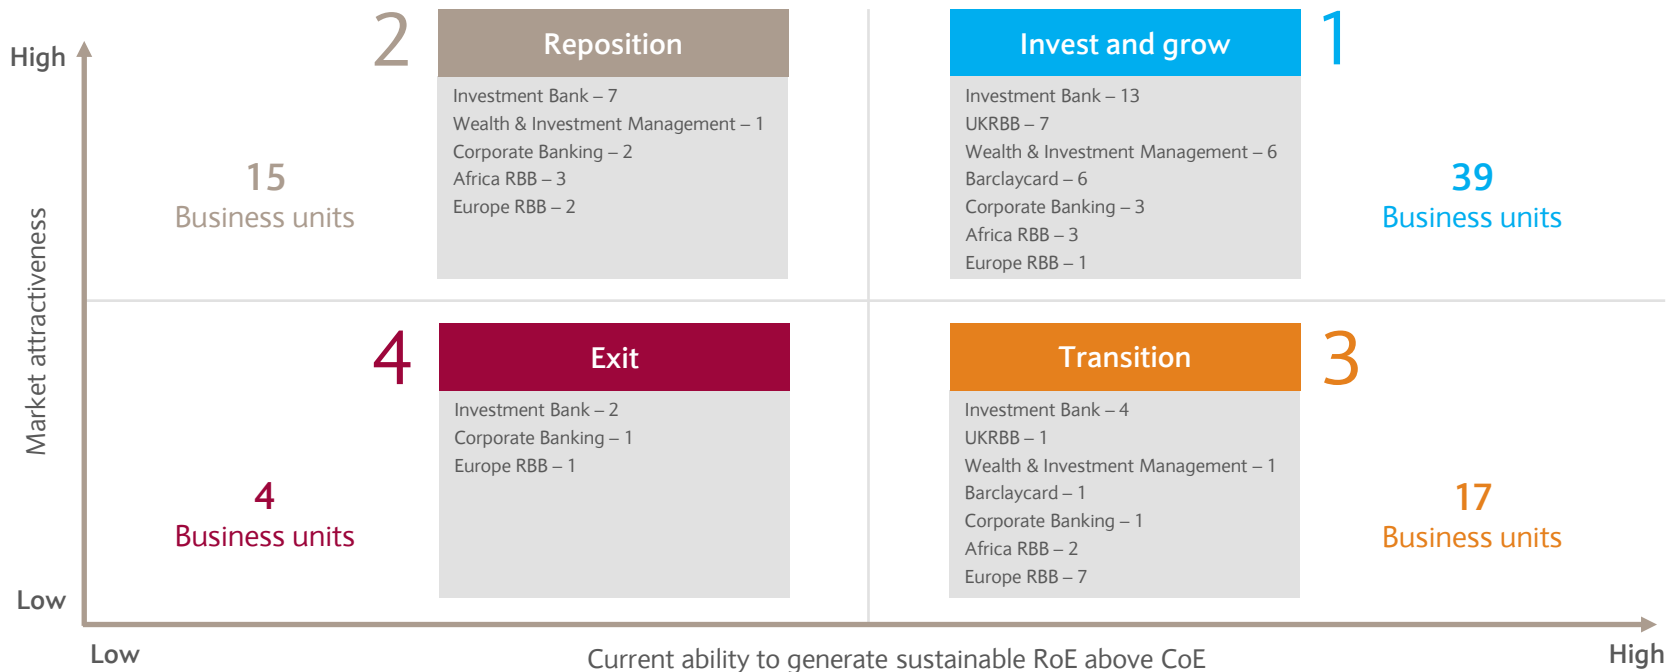 High
2
Reposition
Investment Bank – 7
Wealth & Investment Management – 1
Corporate Banking – 2
Africa RBB – 3
Europe RBB – 2
15
Business units
Invest and grow
1
Investment Bank – 13
UKRBB – 7
Wealth & Investment Management – 6
Barclaycard – 6
Corporate Banking – 3
Africa RBB – 3
Europe RBB – 1
39
Business units
Market attractiveness
4
Exit
Investment Bank – 2
Corporate Banking – 1
Europe RBB – 1
4
Business units
Transition
3
Investment Bank – 4
UKRBB – 1
Wealth & Investment Management – 1
Barclaycard – 1
Corporate Banking – 1
Africa RBB – 2
Europe RBB – 7
17
Business units
Low
Low
Current ability to generate sustainable RoE above CoE
High